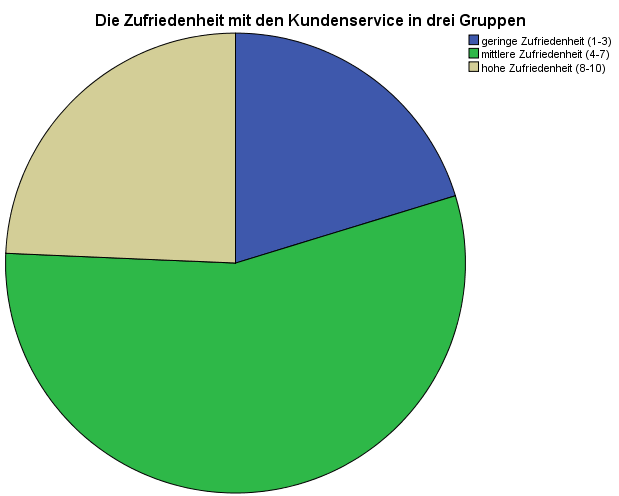 Die Zufriedenheit mit den Kundenservice in drei Gruppen
geringe Zufriedenheit (1-3)
mittlere Zufriedenheit (4-7)
hohe Zufriedenheit (8-10)